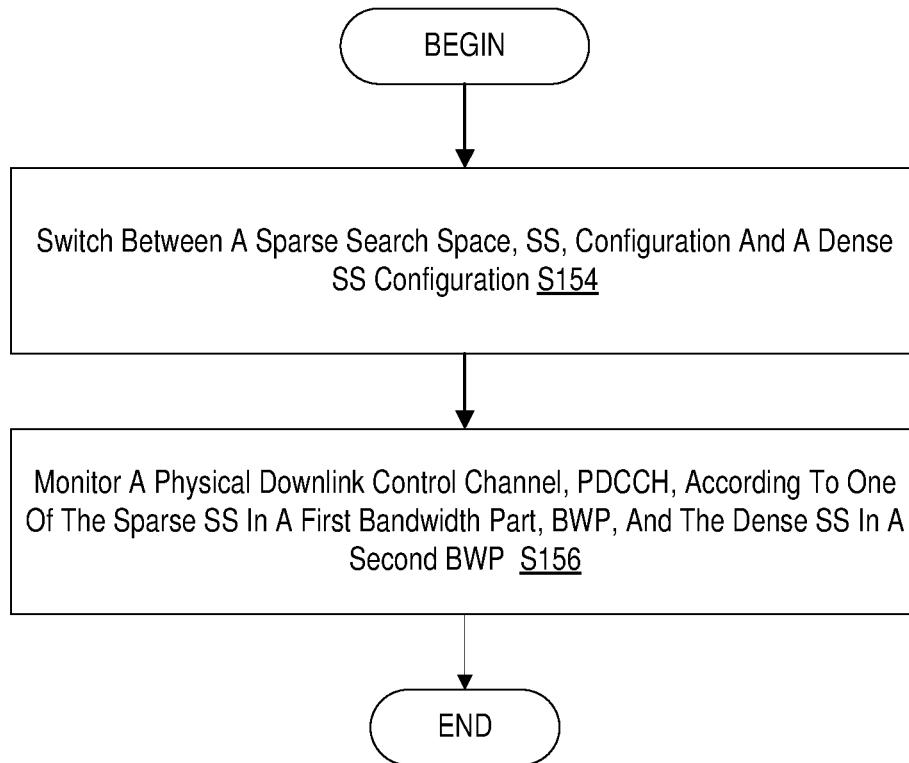 BEGIN
Switch Between A Sparse Search Space, SS, Configuration And A Dense
SS Configuration S154
Monitor A Physical Downlink Control Channel, PDCCH, According To One
Of The Sparse SS In A First Bandwidth Part, BWP, And The Dense SS In A
Second BWP S156
END